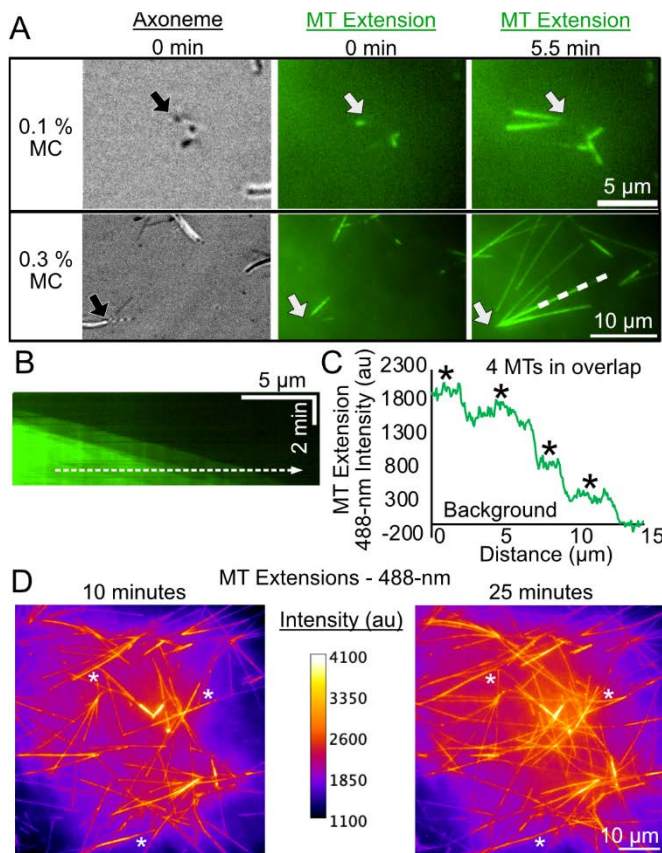 A
Axoneme
0 min
MT Extension
0 min
MT Extension
5.5 min
0.1 %
MC
5 µm
0.3 %
MC
10 µm
B
5 µm
2 min
C
4 MTs in overlap
*
*
*
*
MT Extension
488-nm Intensity (au)
2300
1800
1300
800
300
-200
Background
0
5
10
15
Distance (µm)
D
MT Extensions - 488-nm
10 minutes
*
*
*
Intensity (au)
4100
3350
2600
1850
1100
25 minutes
*
*
*
10 µm